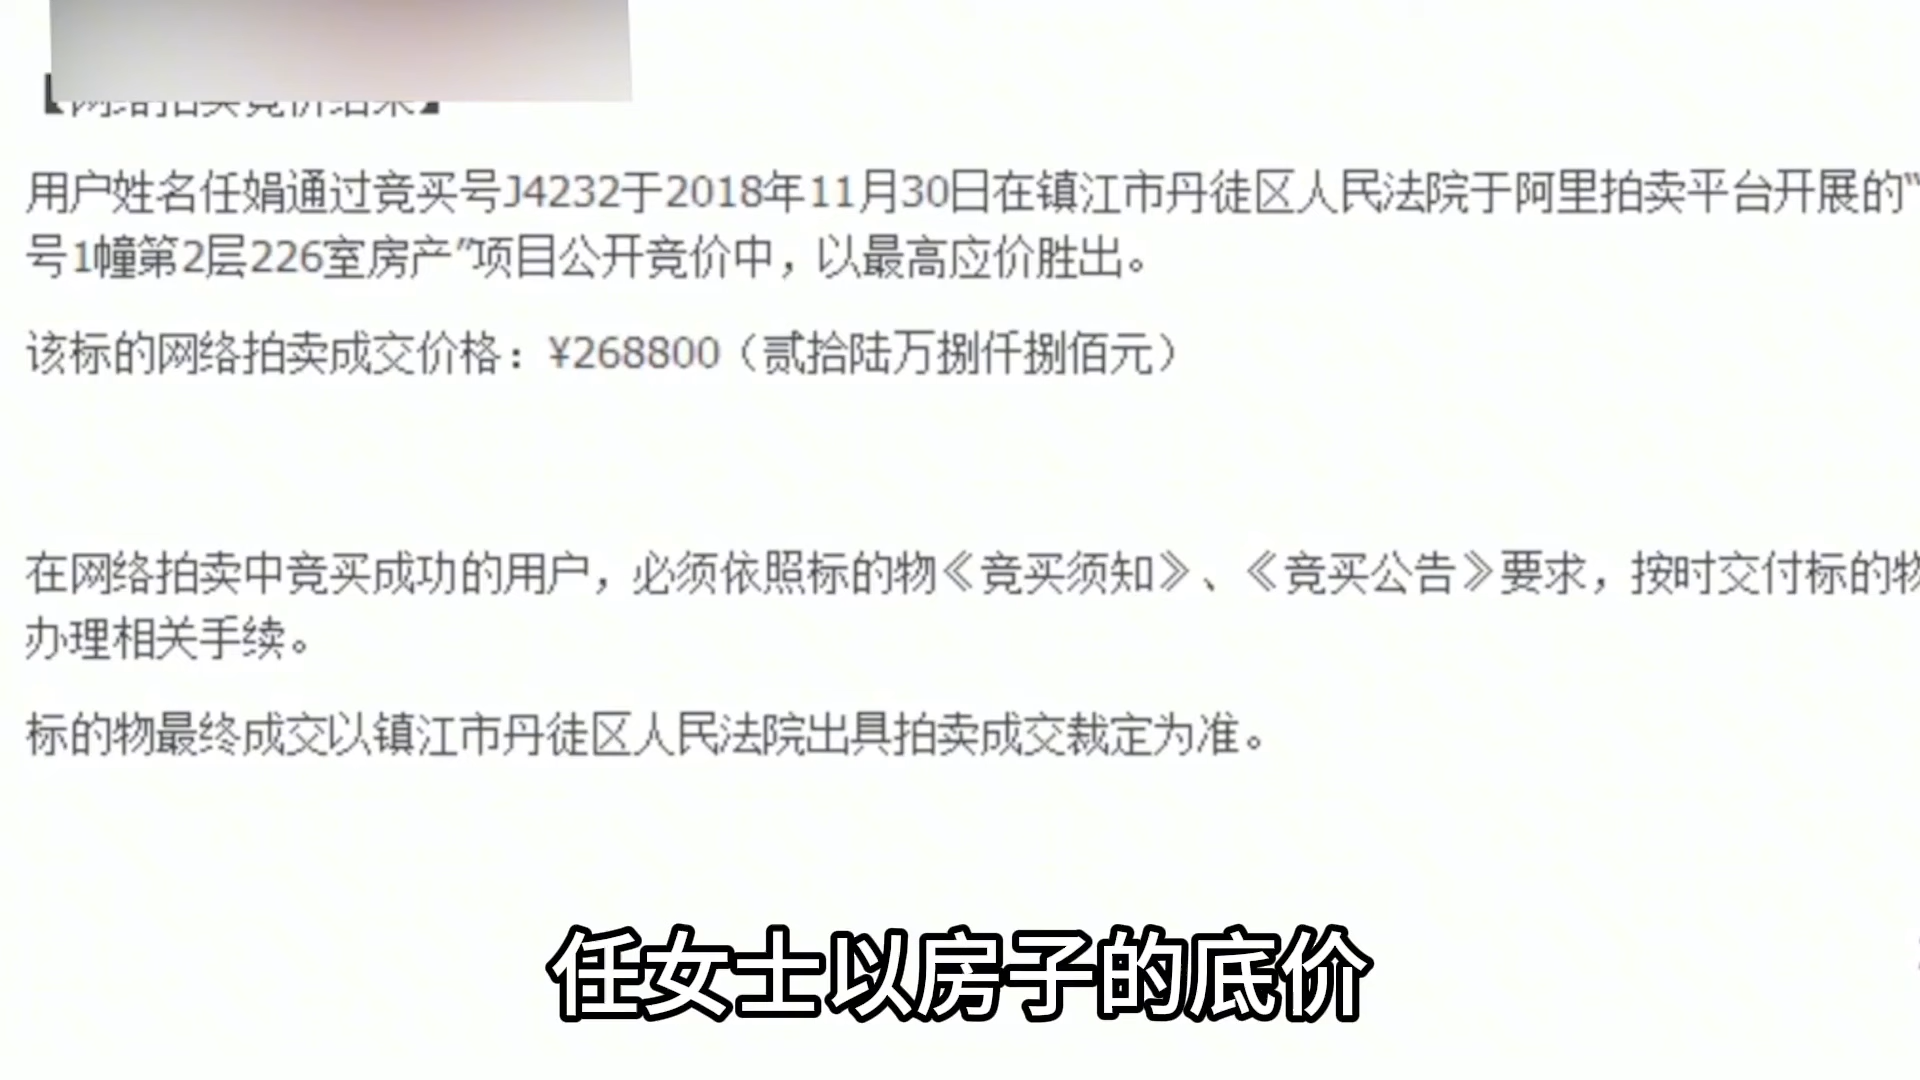 【网络拍卖竞价结果】
用户姓名任娟通过竞买号J4232于2018年11月30日在镇江市丹徒区人民法院于阿里拍卖平台开展的“
号1幢第2层226室房产”项目公开竞价中，以最高应价胜出。
该标的网络拍卖成交价格：¥268800（贰拾陆万捌仟捌佰元）
在网络拍卖中竞买成功的用户，必须依照标的物《竞买须知》、《竞买公告》要求，按时交付标的物
办理相关手续。
标的物最终成交以镇江市丹徒区人民法院出具拍卖成交裁定为准。
任女士以房子的底价